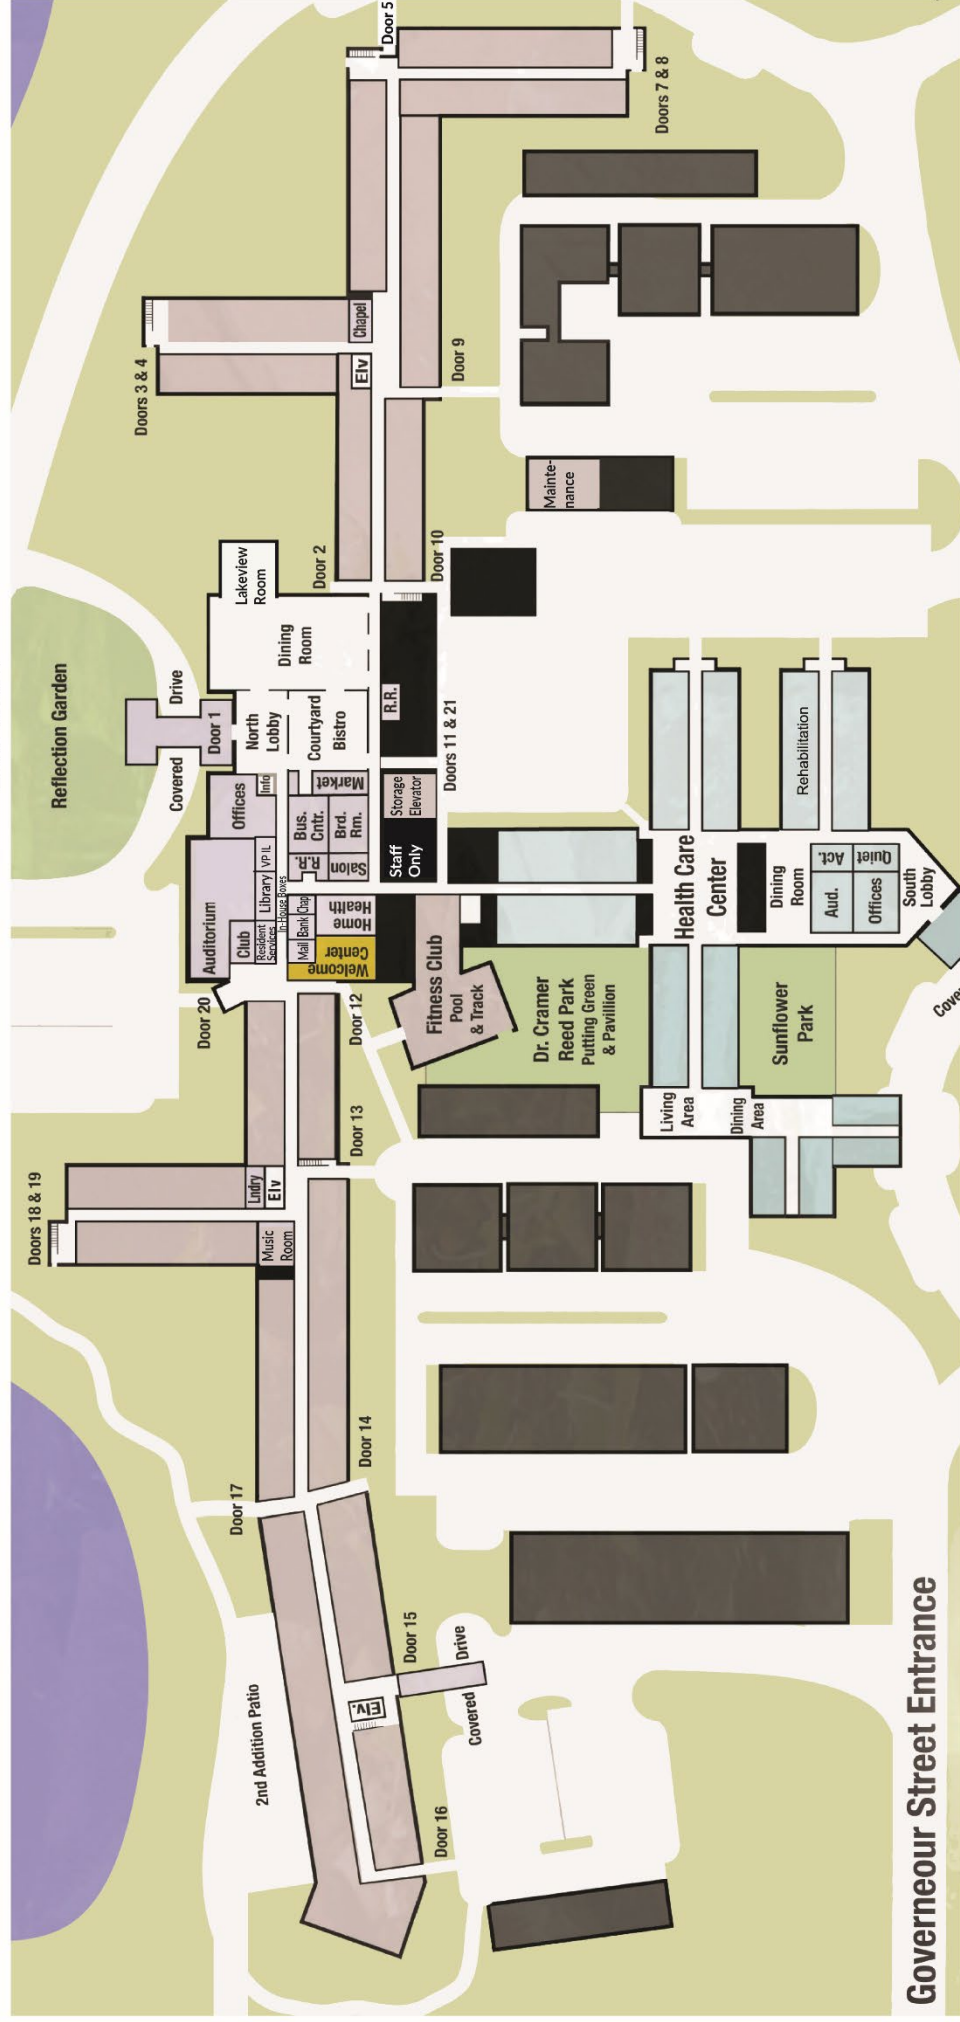 Door 5
Doors 7 & 8
Doors 3 & 4
Chapel
Elv
Door 9
Mainte-
nance
Door 2
Door 10
Lakeview
Room
Dining
Room
Reflection Garden
Covered
Drive
Door 1
North
Lobby
Courtyard
Bistro
R.R.
Doors 11 & 21
Offices
Info
Market
Bus.
Cntr.
Brd.
Rm.
Storage
Elevator
Staff
Only
Salon
R.R.
VP IL
Library
In-House Boxes
Auditorium
Club
Resident
Services
Mail
Bank
Chap
Home
Health
Welcome
Center
Door 20
Door 12
Fitness Club
Pool
& Track
Dr. Cramer
Reed Park
Putting Green
& Pavillion
Health Care
Center
Rehabilitation
Dining
Room
Act.
Quiet
Aud.
Offices
South
Lobby
Sunflower
Park
Living
Area
Dining
Area
Door 13
Doors 18 & 19
Lndry
Elv
Music
Room
Door 14
Door 17
Door 15
Covered
Drive
Elv.
2nd Addition Patio
Door 16
Governeour Street Entrance